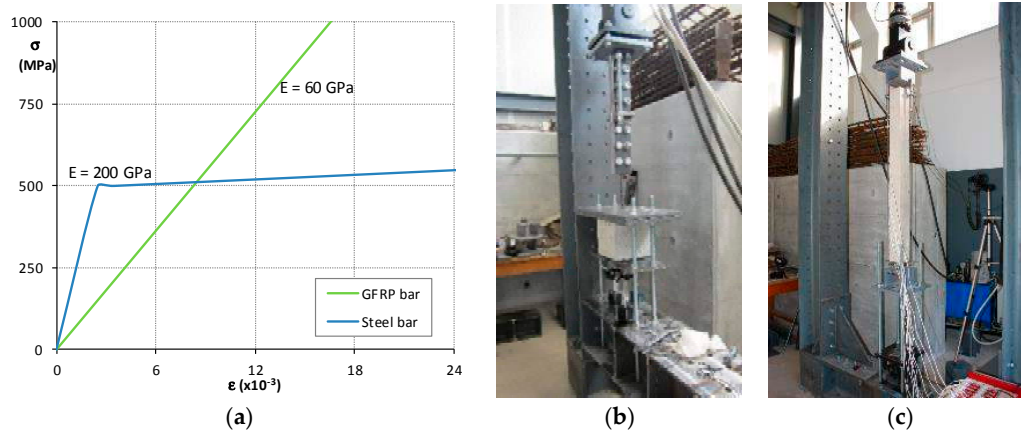 1000
σ
(MPa)
750
E = 60 GPa
500
E = 200 GPa
250
GFRP bar
Steel bar
0
0 6 12 18 24
ε (x10⁻³)
(a) (b) (c)